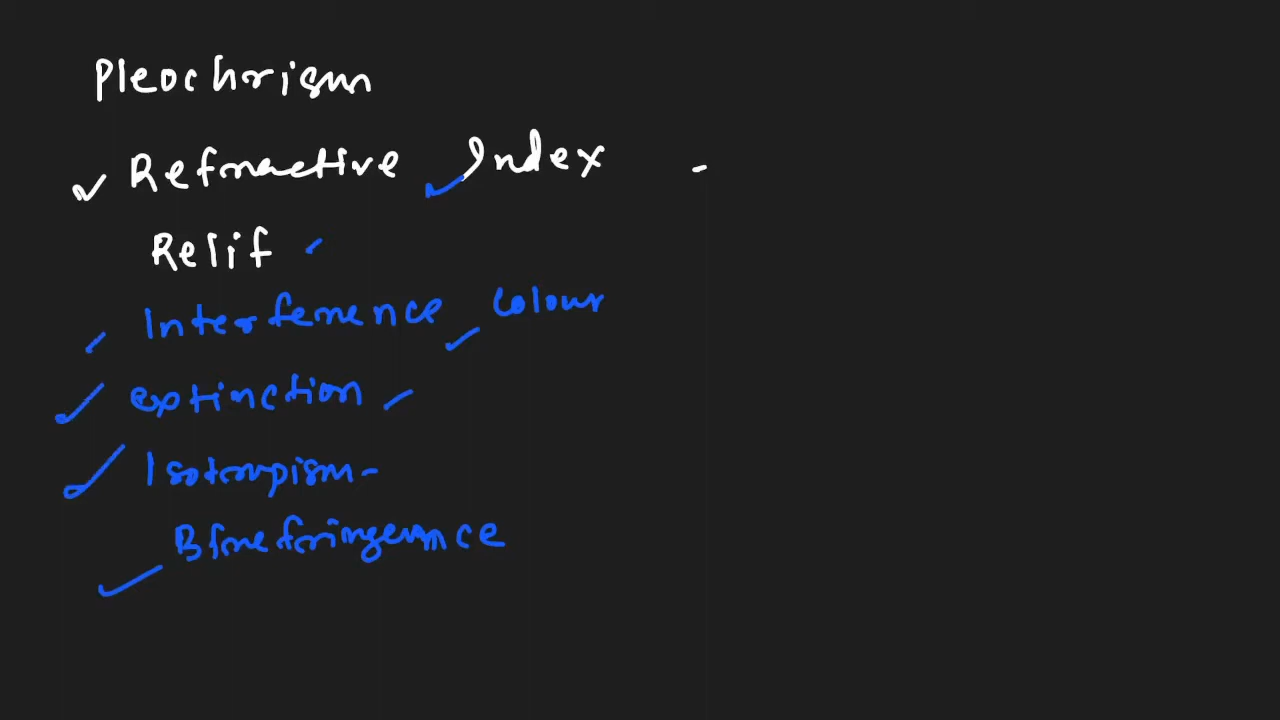 Pleochrism
Refractive Index
Relif
Interference colour
extinction
Isotropism
Birefringence